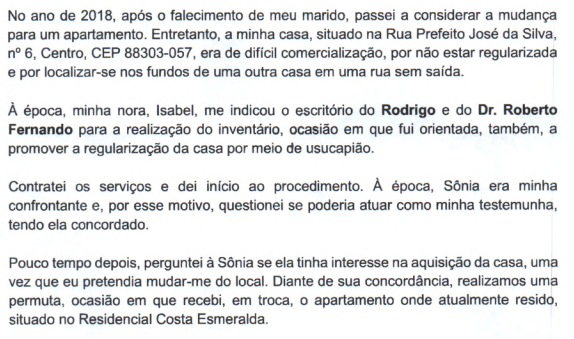 No ano de 2018, após o falecimento de meu marido, passei a considerar a mudança
para um apartamento. Entretanto, a minha casa, situado na Rua Prefeito José da Silva,
nº 6, Centro, CEP 88303-057, era de difícil comercialização, por não estar regularizada
e por localizar-se nos fundos de uma outra casa em uma rua sem saída.
À época, minha nora, Isabel, me indicou o escritório do Rodrigo e do Dr. Roberto
Fernando para a realização do inventário, ocasião em que fui orientada, também, a
promover a regularização da casa por meio de usucapião.
Contratei os serviços e dei início ao procedimento. À época, Sônia era minha
confrontante e, por esse motivo, questionei se poderia atuar como minha testemunha,
tendo ela concordado.
Pouco tempo depois, perguntei à Sônia se ela tinha interesse na aquisição da casa, uma
vez que eu pretendia mudar-me do local. Diante de sua concordância, realizamos uma
permuta, ocasião em que recebi, em troca, o apartamento onde atualmente resido,
situado no Residencial Costa Esmeralda.